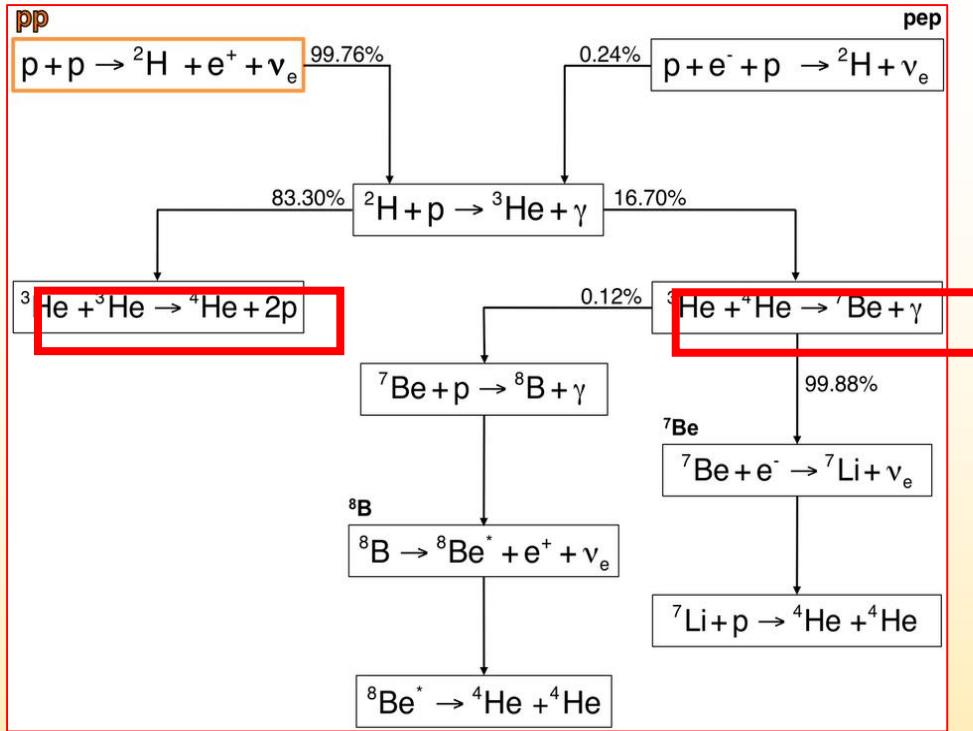 pp
pep
p + p → ²H + e⁺ + νₑ
99.76%
0.24%
p + e⁻ + p → ²H + νₑ
83.30%
²H + p → ³He + γ
16.70%
³He + ³He → ⁴He + 2p
0.12%
³He + ⁴He → ⁷Be + γ
⁷Be + p → ⁸B + γ
99.88%
⁷Be
⁷Be + e⁻ → ⁷Li + νₑ
⁸B
⁸B → ⁸Be* + e⁺ + νₑ
⁷Li + p → ⁴He + ⁴He
⁸Be* → ⁴He + ⁴He